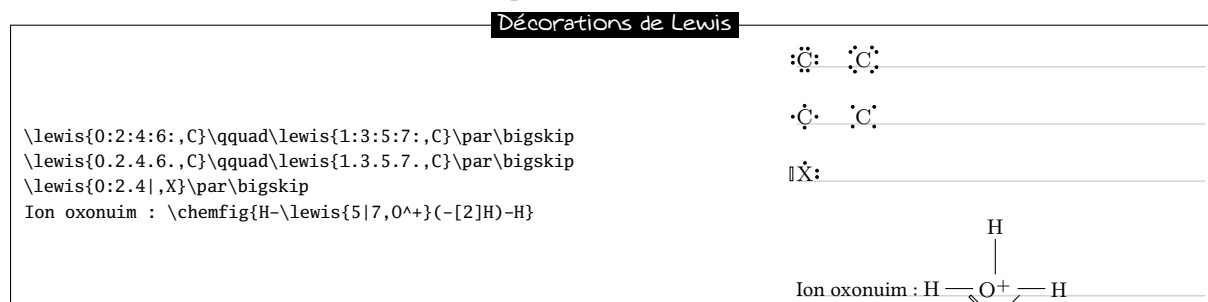 Décorations de Lewis
\lewis{0:2:4:6:,C}\qquad\lewis{1:3:5:7:,C}\par\bigskip
\lewis{0.2.4.6.,C}\qquad\lewis{1.3.5.7.,C}\par\bigskip
\lewis{0:2.4|,X}\par\bigskip
Ion oxonuim : \chemfig{H-\lewis{5|7,O^+}(-[2]H)-H}
C C
C C
X
H
Ion oxonuim : H O+ H